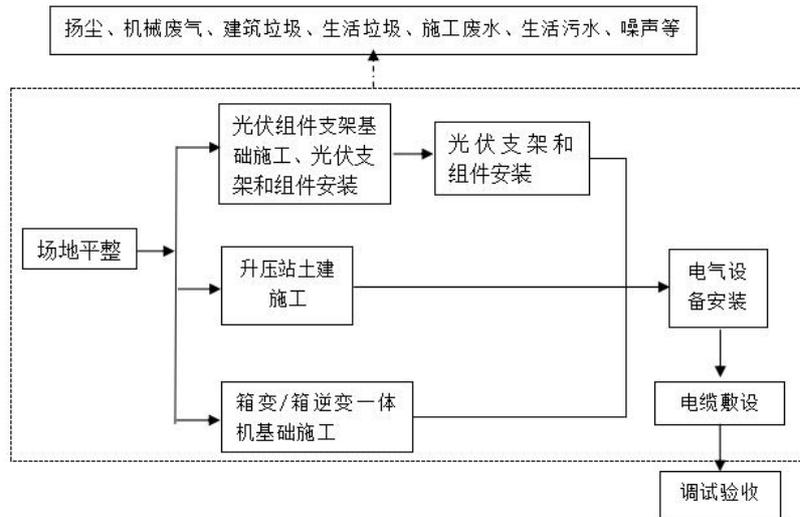 扬尘、机械废气、建筑垃圾、生活垃圾、施工废水、生活污水、噪声等
光伏组件支架基
础施工、光伏支
架和组件安装
光伏支架和
组件安装
场地平整
升压站土建
施工
电气设
备安装
箱变/箱逆变一体
机基础施工
电缆敷设
调试验收